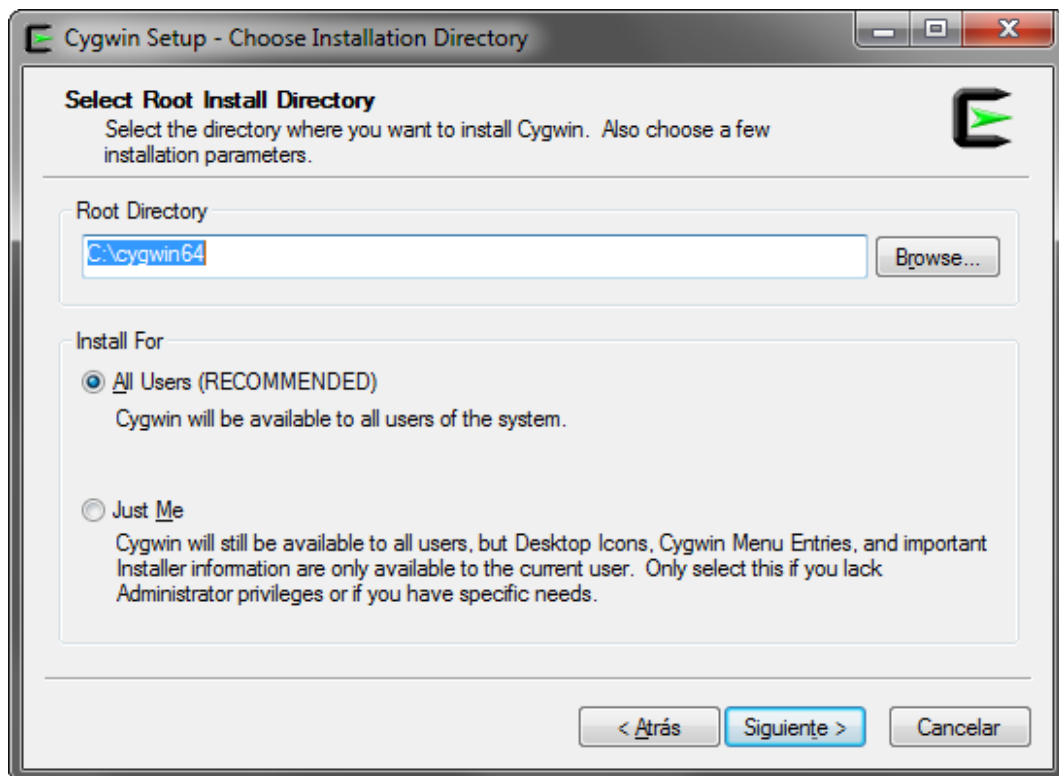 Cygwin Setup - Choose Installation Directory
Select Root Install Directory
Select the directory where you want to install Cygwin.  Also choose a few
installation parameters.
Root Directory
C:\cygwin64
Browse...
Install For
All Users (RECOMMENDED)
Cygwin will be available to all users of the system.
Just Me
Cygwin will still be available to all users, but Desktop Icons, Cygwin Menu Entries, and important
Installer information are only available to the current user.  Only select this if you lack
Administrator privileges or if you have specific needs.
< Atrás
Siguiente >
Cancelar